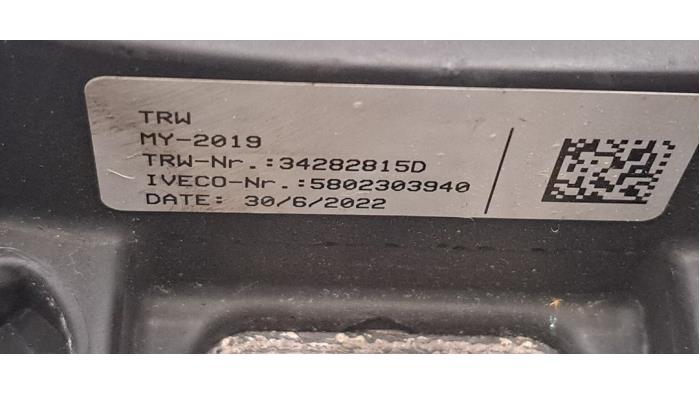 TRW
MY-2019
TRW-Nr.:34282815D
IVECO-Nr.:5802303940
DATE: 30/6/2022